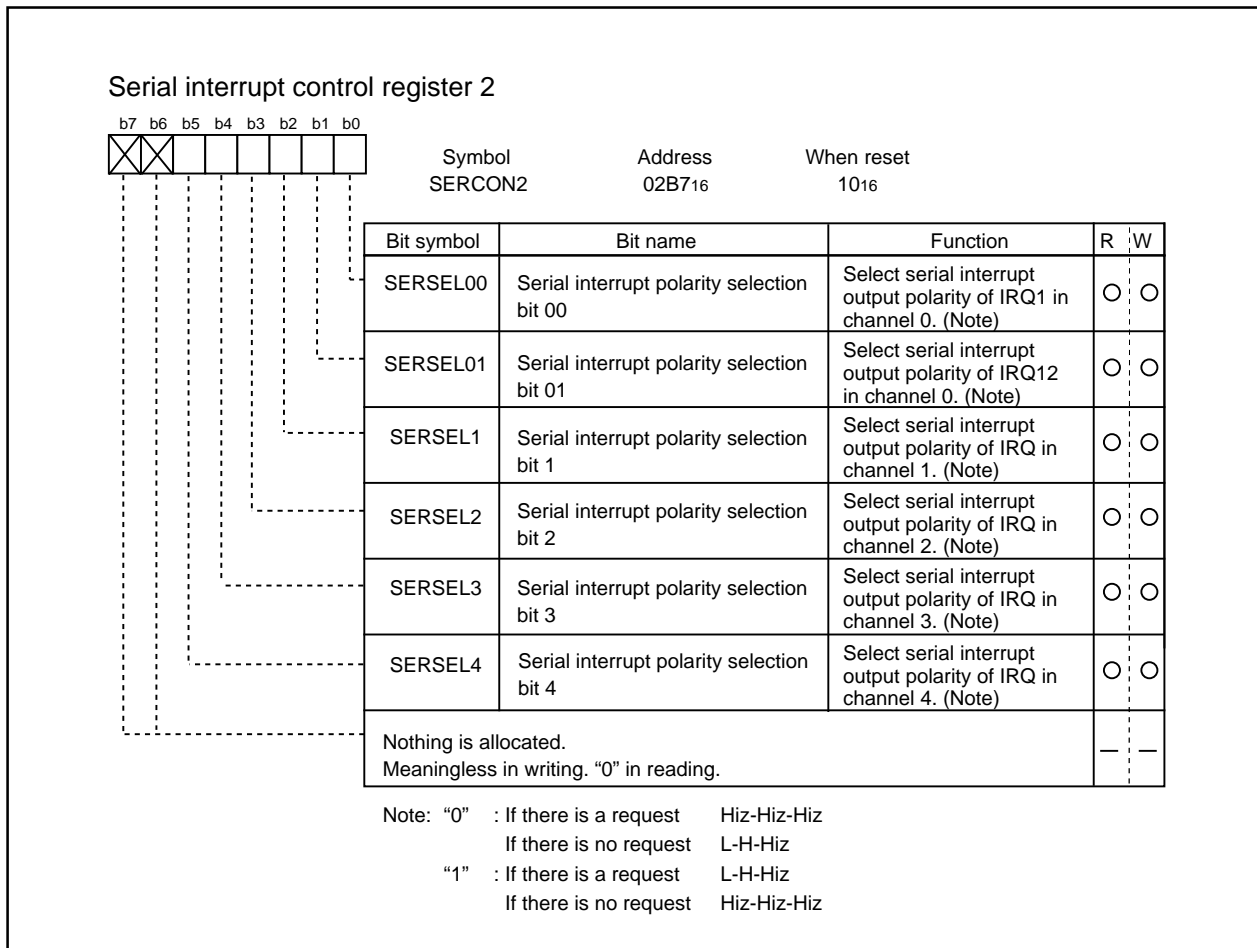 Serial interrupt control register 2
b7 b6 b5 b4 b3 b2 b1 b0
Symbol Address When reset
SERCON2 02B716 1016
Bit symbol Bit name Function R W
SERSEL00 Serial interrupt polarity selection bit 00 Select serial interrupt
output polarity of IRQ1 in
channel 0. (Note)
SERSEL01 Serial interrupt polarity selection bit 01 Select serial interrupt
output polarity of IRQ12
in channel 0. (Note)
SERSEL1 Serial interrupt polarity selection bit 1 Select serial interrupt
output polarity of IRQ in
channel 1. (Note)
SERSEL2 Serial interrupt polarity selection bit 2 Select serial interrupt
output polarity of IRQ in
channel 2. (Note)
SERSEL3 Serial interrupt polarity selection bit 3 Select serial interrupt
output polarity of IRQ in
channel 3. (Note)
SERSEL4 Serial interrupt polarity selection bit 4 Select serial interrupt
output polarity of IRQ in
channel 4. (Note)
Nothing is allocated.
Meaningless in writing. “0” in reading.
Note: “0” : If there is a request Hiz-Hiz-Hiz
If there is no request L-H-Hiz
“1” : If there is a request L-H-Hiz
If there is no request Hiz-Hiz-Hiz